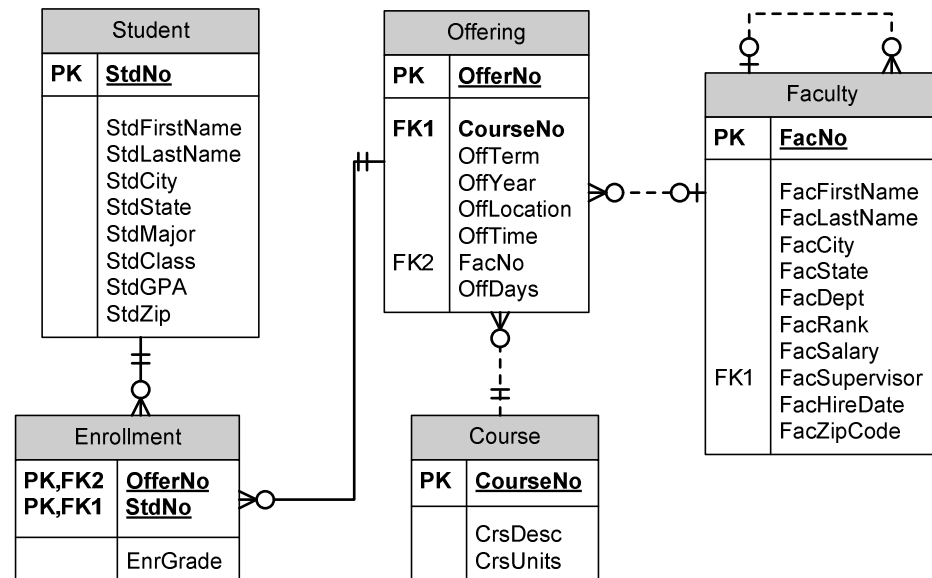 Student
PK StdNo
StdFirstName
StdLastName
StdCity
StdState
StdMajor
StdClass
StdGPA
StdZip
Offering
PK OfferNo
FK1 CourseNo
OffTerm
OffYear
OffLocation
OffTime
FK2 FacNo
OffDays
Faculty
PK FacNo
FacFirstName
FacLastName
FacCity
FacState
FacDept
FacRank
FacSalary
FK1 FacSupervisor
FacHireDate
FacZipCode
Enrollment
PK,FK2 OfferNo
PK,FK1 StdNo
EnrGrade
Course
PK CourseNo
CrsDesc
CrsUnits